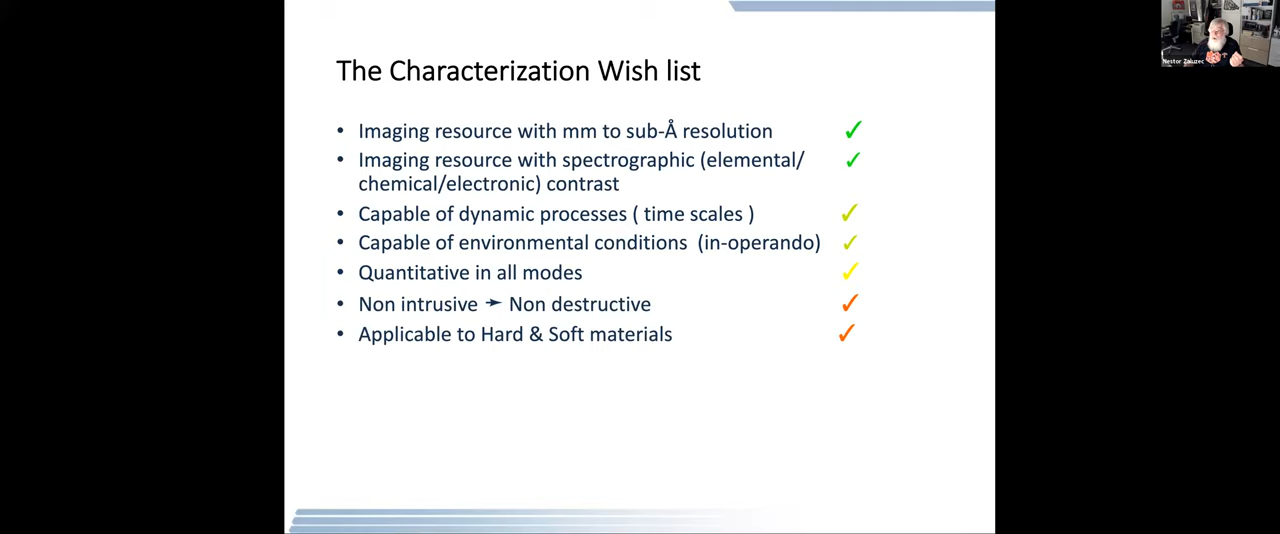 The Characterization Wish list
• Imaging resource with mm to sub-Å resolution ✓
• Imaging resource with spectrographic (elemental/ ✓
chemical/electronic) contrast
• Capable of dynamic processes ( time scales ) ✓
• Capable of environmental conditions (in-operando) ✓
• Quantitative in all modes ✓
• Non intrusive ➛ Non destructive ✓
• Applicable to Hard & Soft materials ✓
Nestor Zaluzec